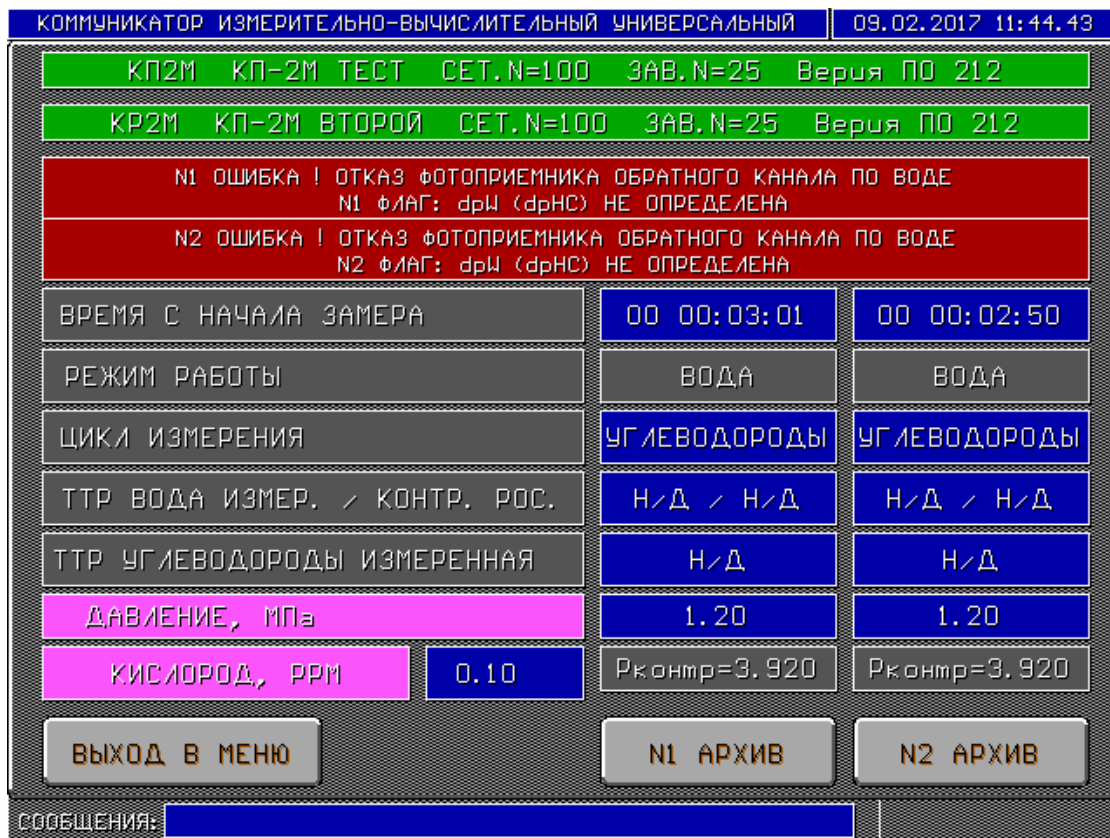 КОММУНИКАТОР ИЗМЕРИТЕЛЬНО-ВЫЧИСЛИТЕЛЬНЫЙ УНИВЕРСАЛЬНЫЙ 09.02.2017 11:44.43
КП2М КП-2М ТЕСТ СЕТ.N=100 ЗАВ.N=25 Верия ПО 212
КР2М КП-2М ВТОРОЙ СЕТ.N=100 ЗАВ.N=25 Верия ПО 212
N1 ОШИБКА ! ОТКАЗ ФОТОПРИЕМНИКА ОБРАТНОГО КАНАЛА ПО ВОДЕ
N1 ФЛАГ: dpW (dpHC) НЕ ОПРЕДЕЛЕНА
N2 ОШИБКА ! ОТКАЗ ФОТОПРИЕМНИКА ОБРАТНОГО КАНАЛА ПО ВОДЕ
N2 ФЛАГ: dpW (dpHC) НЕ ОПРЕДЕЛЕНА
ВРЕМЯ С НАЧАЛА ЗАМЕРА 00 00:03:01 00 00:02:50
РЕЖИМ РАБОТЫ ВОДА ВОДА
ЦИКЛ ИЗМЕРЕНИЯ УГЛЕВОДОРОДЫ УГЛЕВОДОРОДЫ
ТТР ВОДА ИЗМЕР. / КОНТР. РОС. Н/Д / Н/Д Н/Д / Н/Д
ТТР УГЛЕВОДОРОДЫ ИЗМЕРЕННАЯ Н/Д Н/Д
ДАВЛЕНИЕ, МПа 1.20 1.20
КИСЛОРОД, РРМ 0.10 Рконтр=3.920 Рконтр=3.920
ВЫХОД В МЕНЮ N1 АРХИВ N2 АРХИВ
СООБЩЕНИЯ: